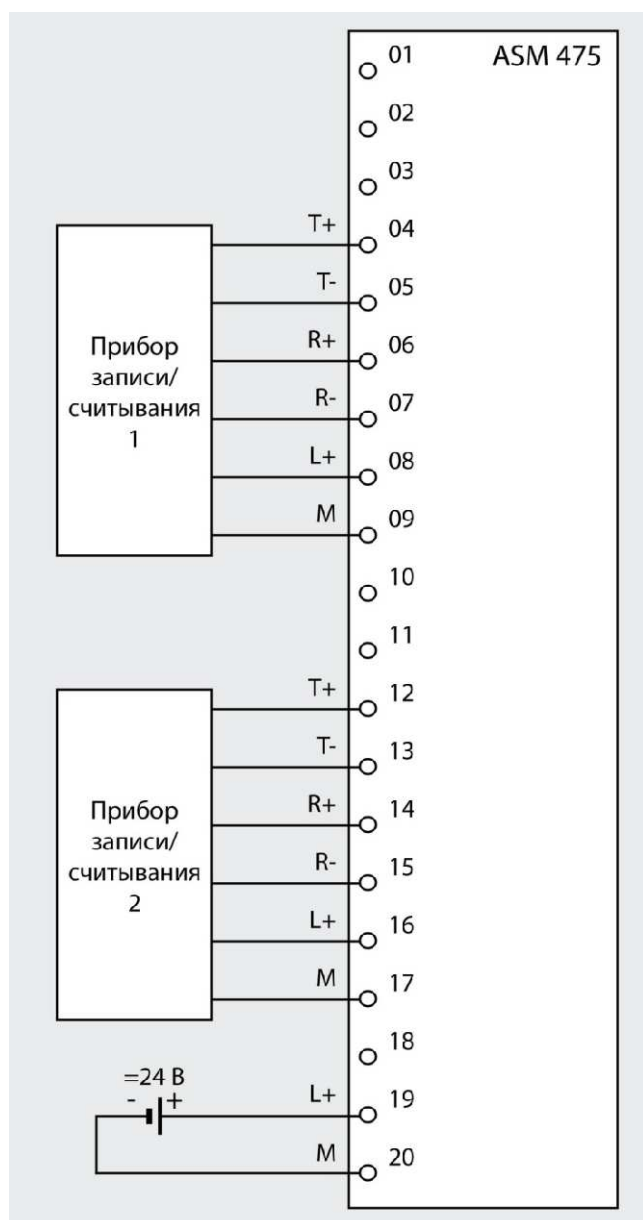 ASM 475
01
02
03
T+ 04
T- 05
R+ 06
R- 07
L+ 08
M 09
Прибор
записи/
считывания
1
10
11
T+ 12
T- 13
R+ 14
R- 15
L+ 16
M 17
Прибор
записи/
считывания
2
18
=24 В
- +
L+ 19
M 20